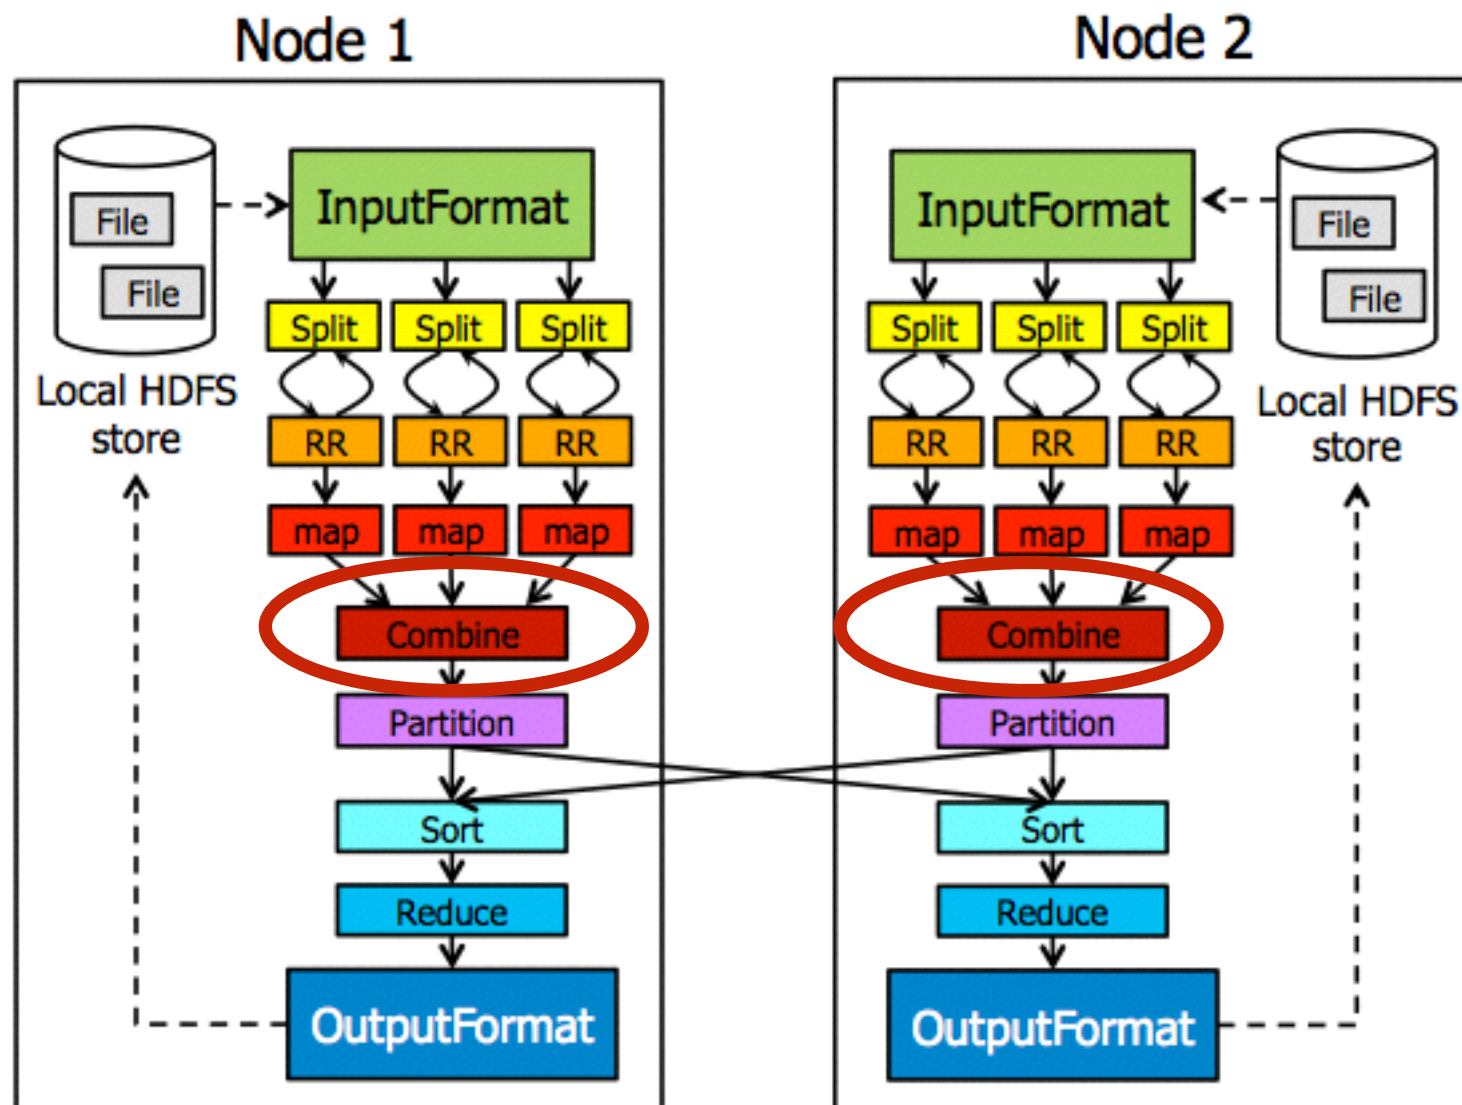 Node 1
File
File
Local HDFS
store
InputFormat
Split Split Split
RR RR RR
map map map
Combine
Partition
Sort
Reduce
OutputFormat
Node 2
InputFormat
Split Split Split
RR RR RR
map map map
Combine
Partition
Sort
Reduce
OutputFormat
File
File
Local HDFS
store